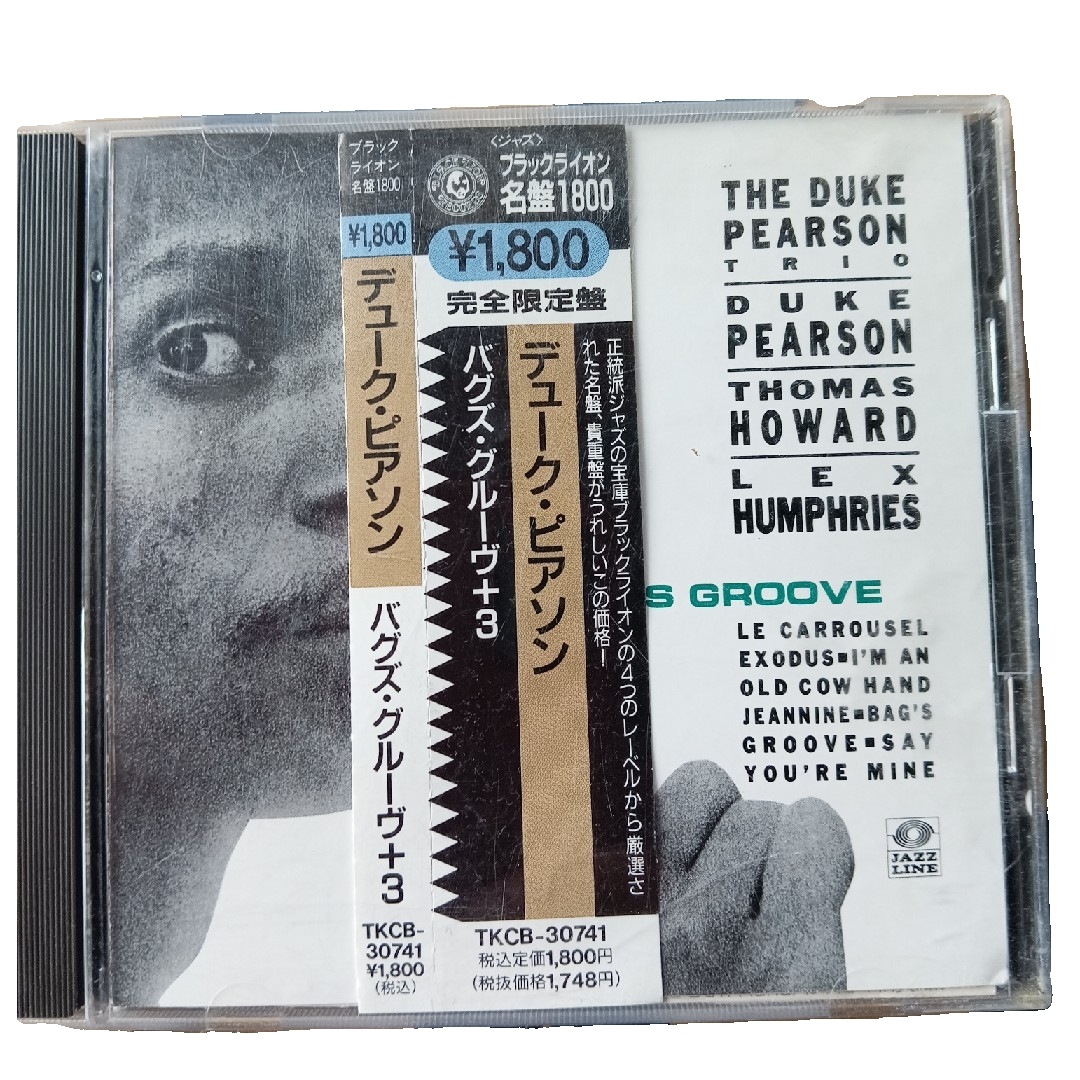 ブラック
ライオン
名盤1800
¥1,800
デューク・ピアソン
バグズ・グルーヴ+3
TKCB-
30741
¥1,800
(税込)
〈ジャズ〉
ブラックライオン
名盤1800
¥1,800
完全限定盤
正統派ジャズの宝庫ブラックライオンの4つのレーベルから厳選さ
れた名盤、貴重盤がうれしいこの価格!
デューク・ピアソン
バグズ・グルーヴ+3
TKCB-30741
税込定価1,800円
(税抜価格1,748円)
THE DUKE
PEARSON
TRIO
DUKE
PEARSON
THOMAS
HOWARD
LEX
HUMPHRIES
S GROOVE
LE CARROUSEL
EXODUS■I'M AN
OLD COW HAND
JEANNINE■BAG'S
GROOVE■SAY
YOU'RE MINE
JAZZ
LINE